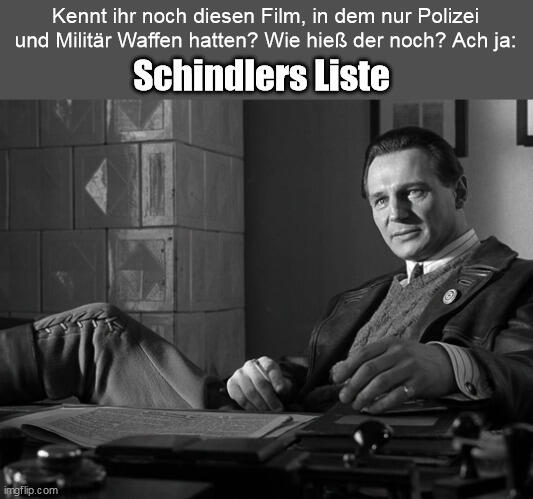 Kennt ihr noch diesen Film, in dem nur Polizei
und Militär Waffen hatten? Wie hieß der noch? Ach ja:
Schindlers Liste
imgflip.com